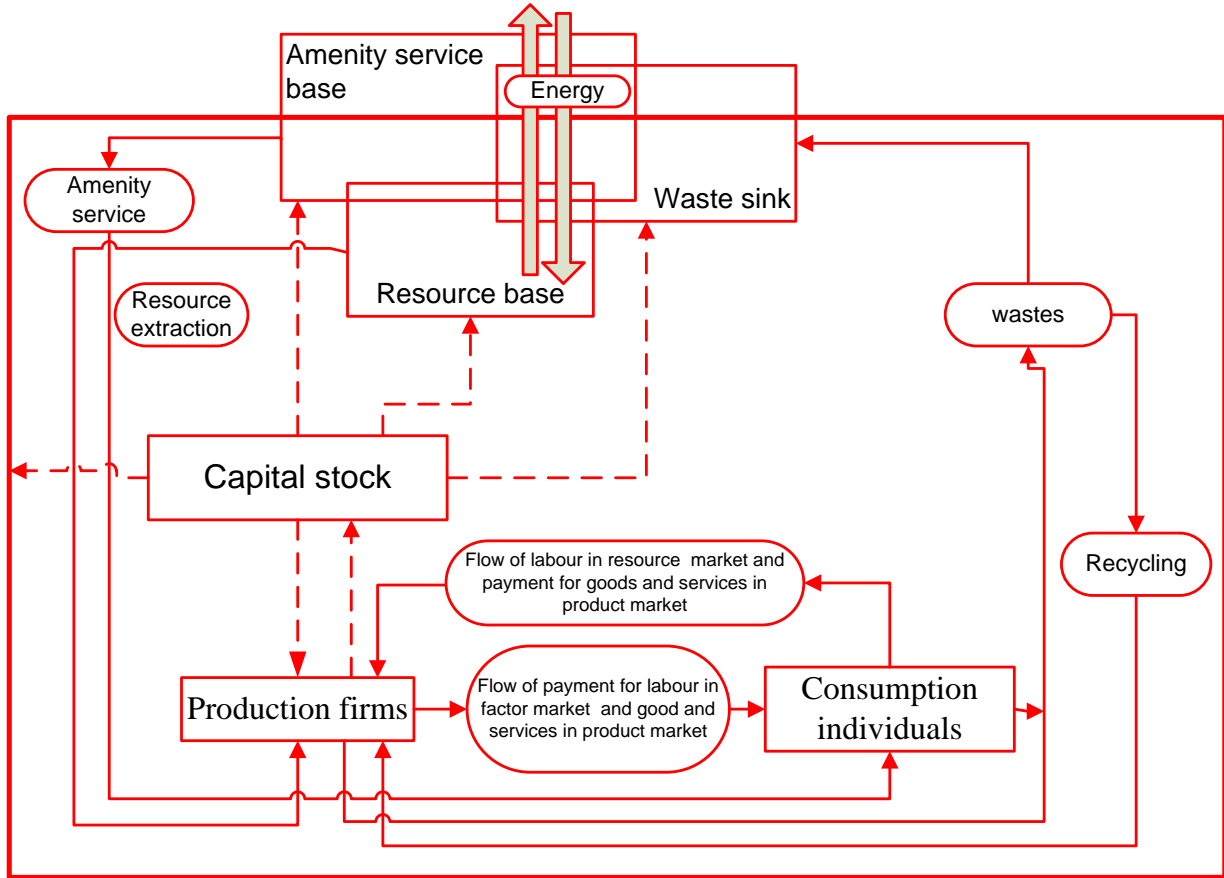 Amenity service
base
Energy
Amenity
service
Waste sink
Resource base
Resource
extraction
wastes
Capital stock
Flow of labour in resource market and
payment for goods and services in
product market
Recycling
Production firms
Flow of payment for labour in
factor market and good and
services in product market
Consumption
individuals